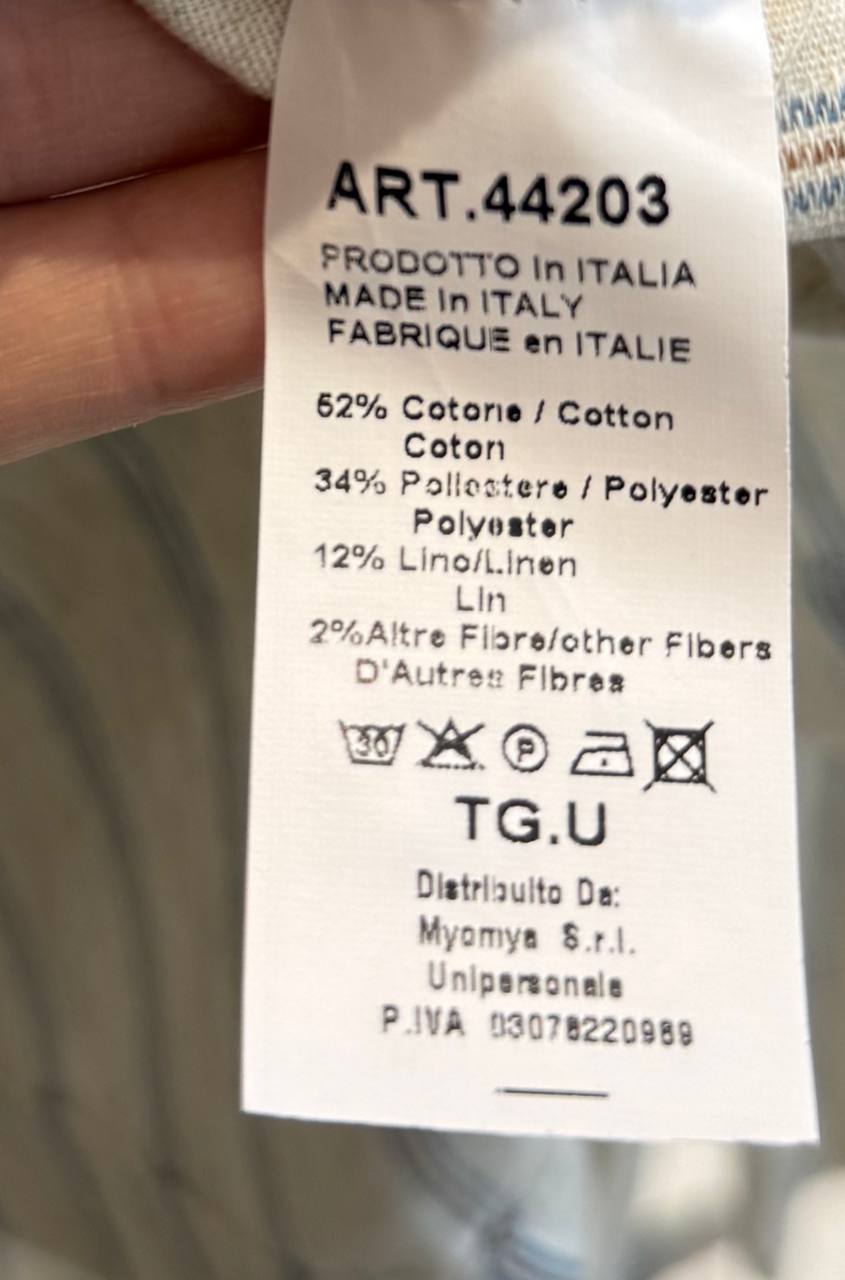 ART.44203
PRODOTTO In ITALIA
MADE In ITALY
FABRIQUE en ITALIE
52% Cotone / Cotton
Coton
34% Poliestere / Polyester
Polyester
12% Lino/Linen
Lin
2%Altre Fibre/other Fibers
D'Autres Fibres
30 P
TG.U
Distribuito Da:
Myomya S.r.l.
Unipersonale
P.IVA 03078220989